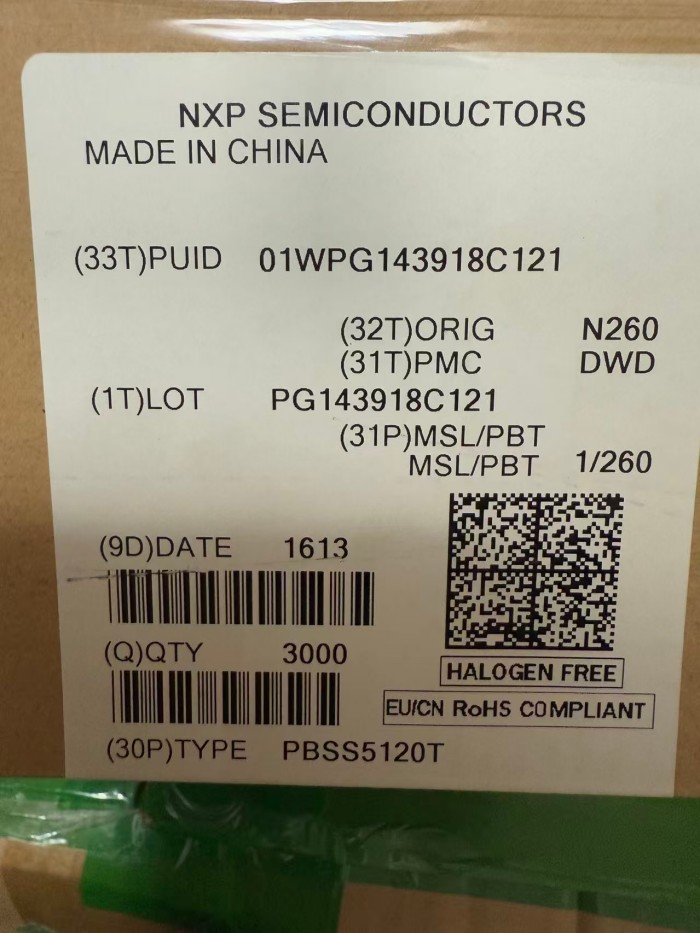 NXP SEMICONDUCTORS
MADE IN CHINA
(33T)PUID 01WPG143918C121
(32T)ORIG N260
(31T)PMC DWD
(1T)LOT PG143918C121
(31P)MSL/PBT
MSL/PBT 1/260
(9D)DATE 1613
(Q)QTY 3000
HALOGEN FREE
EU/CN RoHS COMPLIANT
(30P)TYPE PBSS5120T